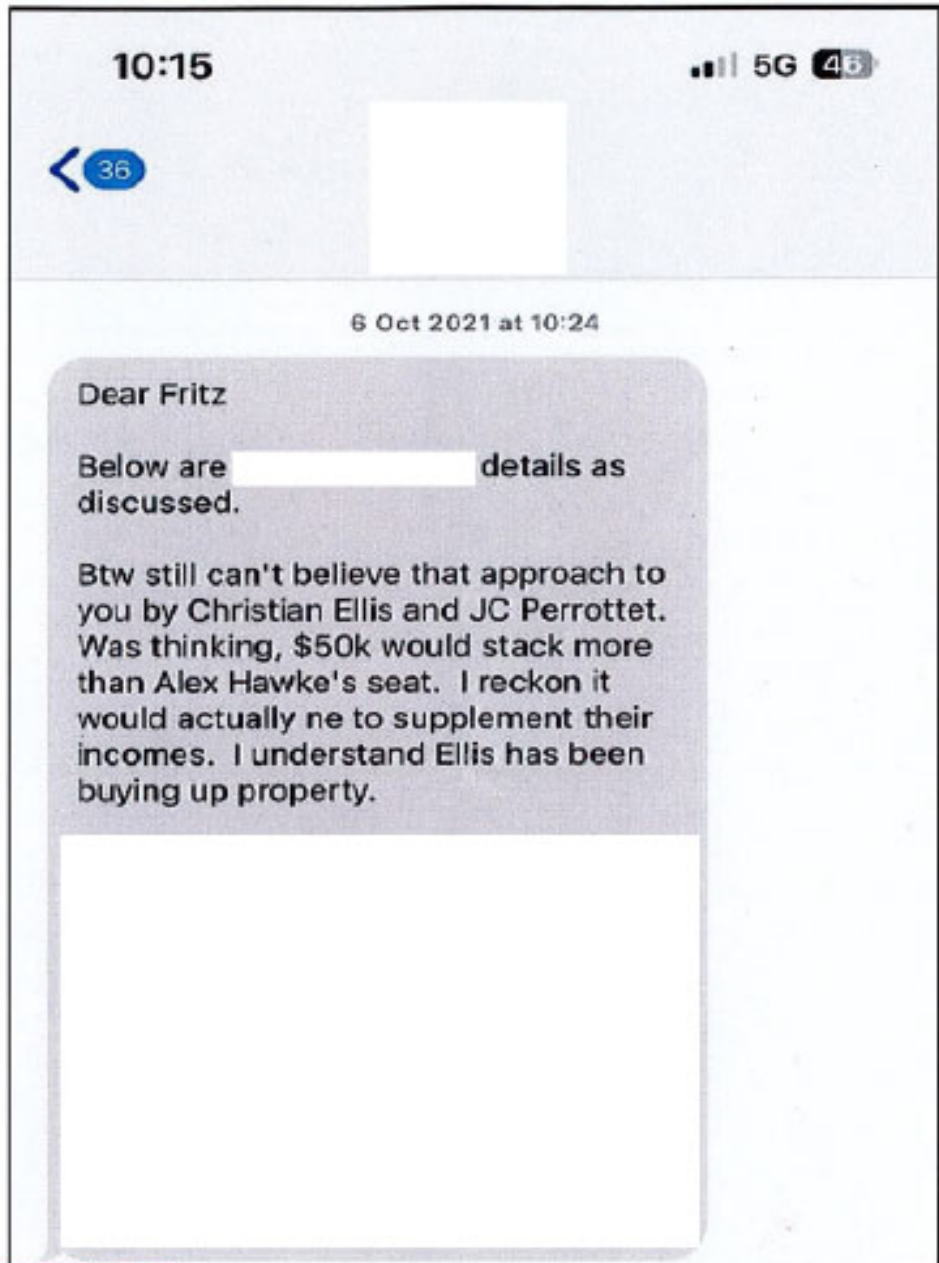 10:15
5G 46
36
6 Oct 2021 at 10:24
Dear Fritz
Below are details as
discussed.
Btw still can't believe that approach to
you by Christian Ellis and JC Perrottet.
Was thinking, $50k would stack more
than Alex Hawke's seat. I reckon it
would actually ne to supplement their
incomes. I understand Ellis has been
buying up property.